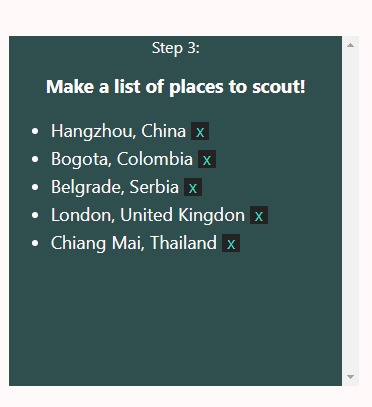 Step 3:
Make a list of places to scout!
Hangzhou, China x
Bogota, Colombia x
Belgrade, Serbia x
London, United Kingdon x
Chiang Mai, Thailand x